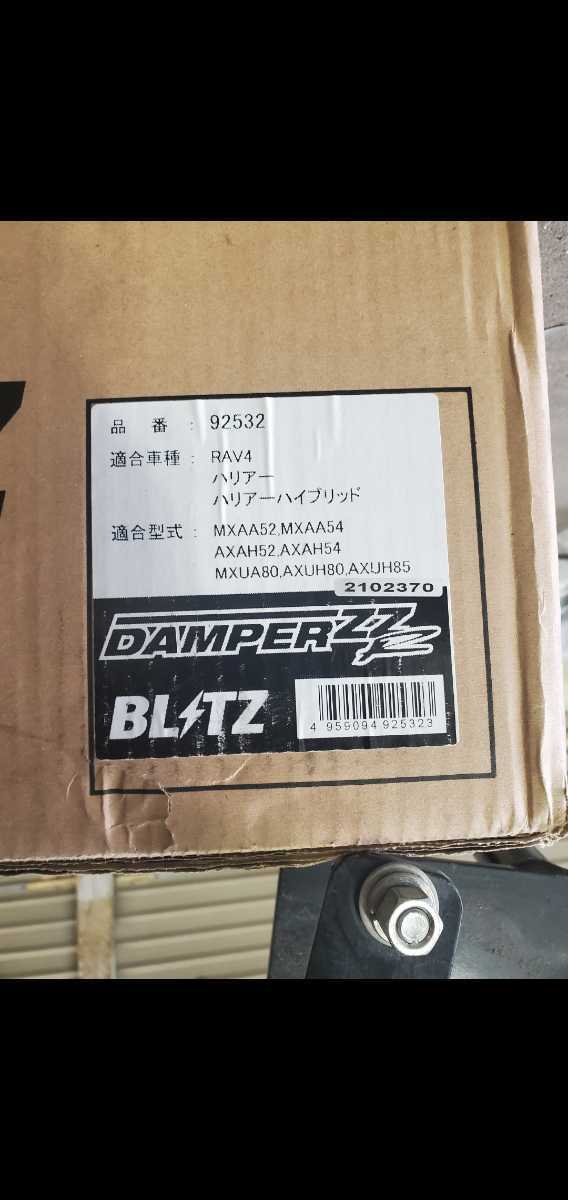 品 番 : 92532
適合車種 : RAV4
ハリアー
ハリアーハイブリッド
適合型式 : MXAA52,MXAA54
AXAH52,AXAH54
MXUA80,AXUH80,AXUH85
2102370
DAMPER ZZ R
BLITZ
4 959094 925323